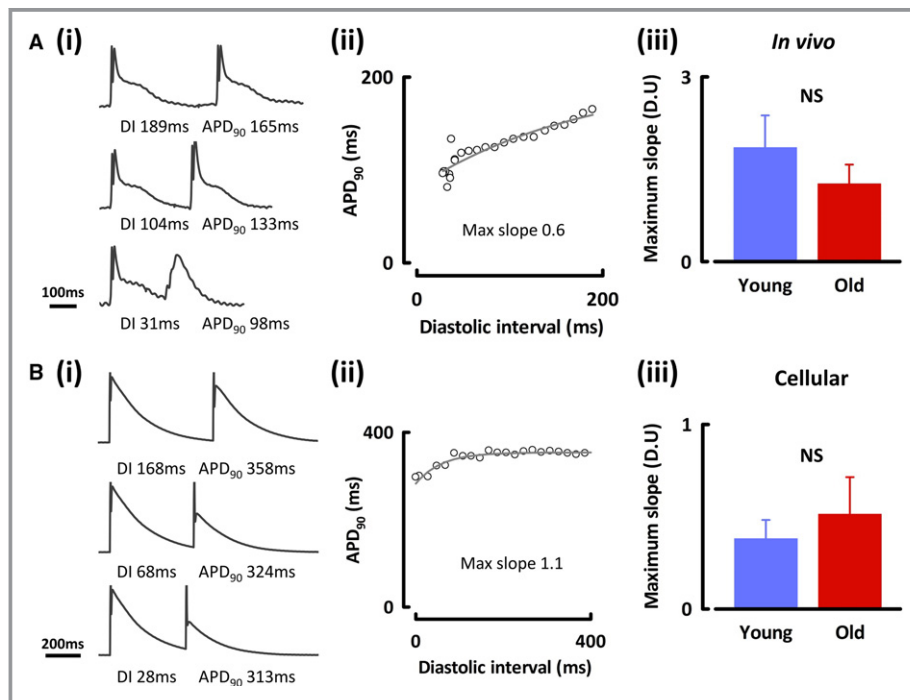 A (i)
DI 189ms APD90 165ms
DI 104ms APD90 133ms
100ms
DI 31ms APD90 98ms
(ii)
200
APD90 (ms)
0
Max slope 0.6
0 200
Diastolic interval (ms)
(iii) In vivo
3
Maximum slope (D.U)
0
NS
Young Old
B (i)
DI 168ms APD90 358ms
DI 68ms APD90 324ms
200ms
DI 28ms APD90 313ms
(ii)
400
APD90 (ms)
0
Max slope 1.1
0 400
Diastolic interval (ms)
(iii) Cellular
1
Maximum slope (D.U)
0
NS
Young Old